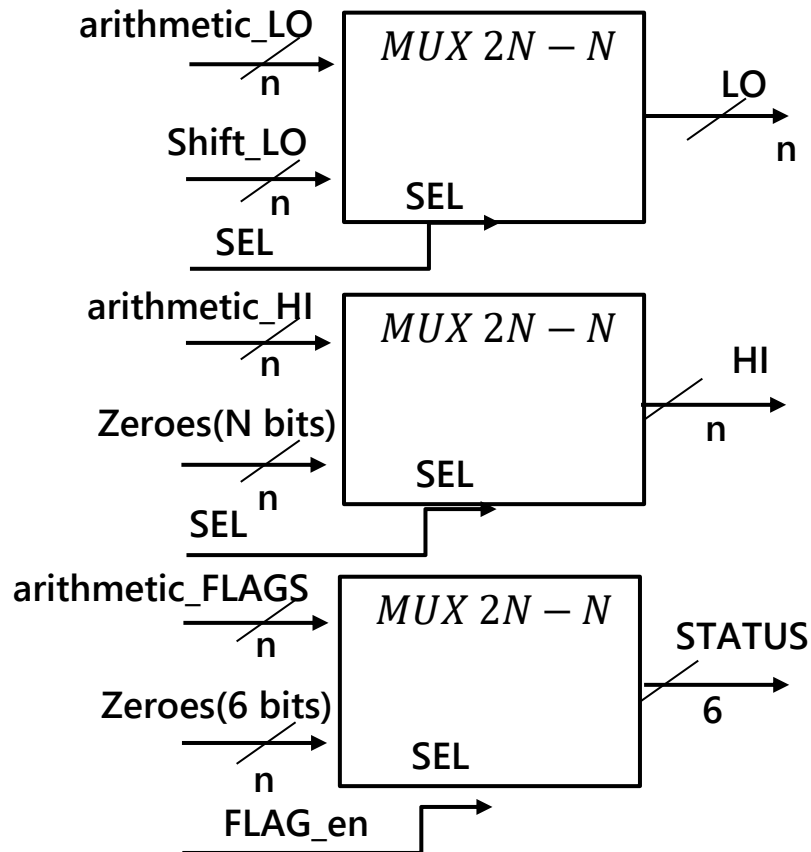 arithmetic_LO
n
MUX 2N − N
LO
n
Shift_LO
n
SEL
SEL
arithmetic_HI
n
MUX 2N − N
HI
n
Zeroes(N bits)
n
SEL
SEL
arithmetic_FLAGS
n
MUX 2N − N
STATUS
6
Zeroes(6 bits)
n
SEL
FLAG_en